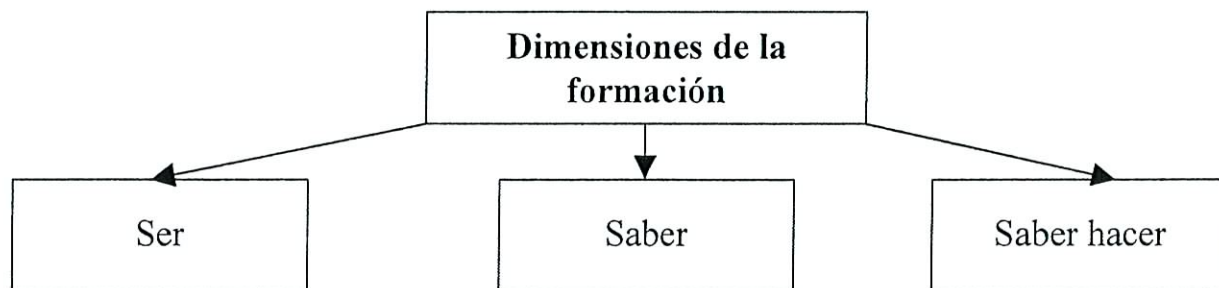 Dimensiones de la
formación
Ser
Saber
Saber hacer